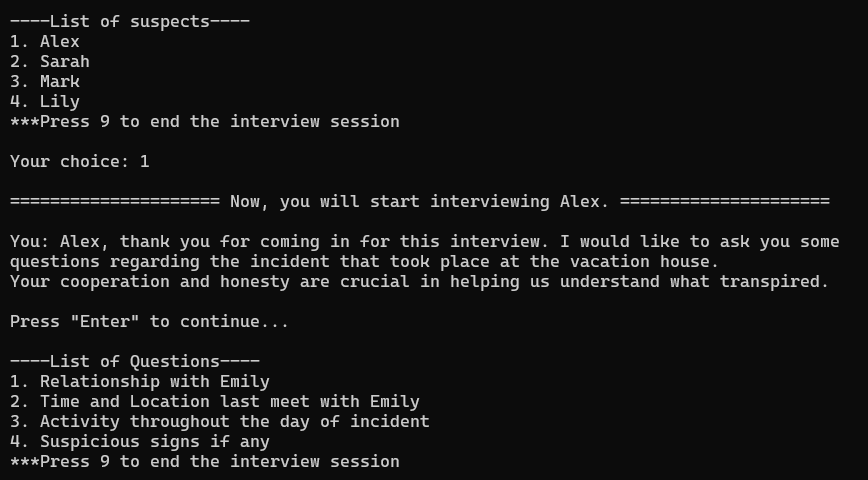 ----List of suspects----
1. Alex
2. Sarah
3. Mark
4. Lily
***Press 9 to end the interview session
Your choice: 1
===================== Now, you will start interviewing Alex. =====================
You: Alex, thank you for coming in for this interview. I would like to ask you some
questions regarding the incident that took place at the vacation house.
Your cooperation and honesty are crucial in helping us understand what transpired.
Press "Enter" to continue...
----List of Questions----
1. Relationship with Emily
2. Time and Location last meet with Emily
3. Activity throughout the day of incident
4. Suspicious signs if any
***Press 9 to end the interview session